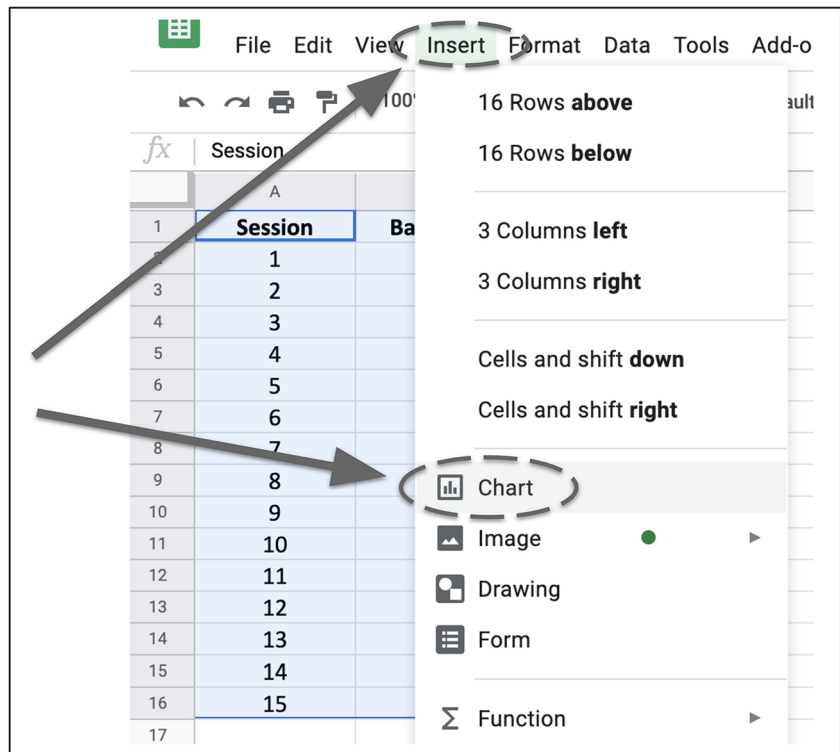 File Edit View Insert Format Data Tools Add-o
100%
ault
fx Session
A
1 Session Ba
2 1
3 2
4 3
5 4
6 5
7 6
8 7
9 8
10 9
11 10
12 11
13 12
14 13
15 14
16 15
17
16 Rows above
16 Rows below
3 Columns left
3 Columns right
Cells and shift down
Cells and shift right
Chart
Image
Drawing
Form
Σ Function